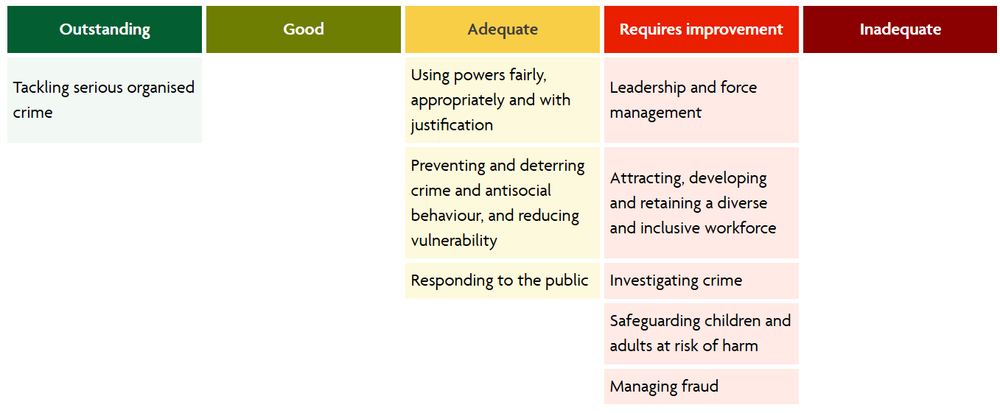 Outstanding
Good
Adequate
Requires improvement
Inadequate
Tackling serious organised
crime
Using powers fairly,
appropriately and with
justification
Leadership and force
management
Preventing and deterring
crime and antisocial
behaviour, and reducing
vulnerability
Attracting, developing
and retaining a diverse
and inclusive workforce
Responding to the public
Investigating crime
Safeguarding children and
adults at risk of harm
Managing fraud